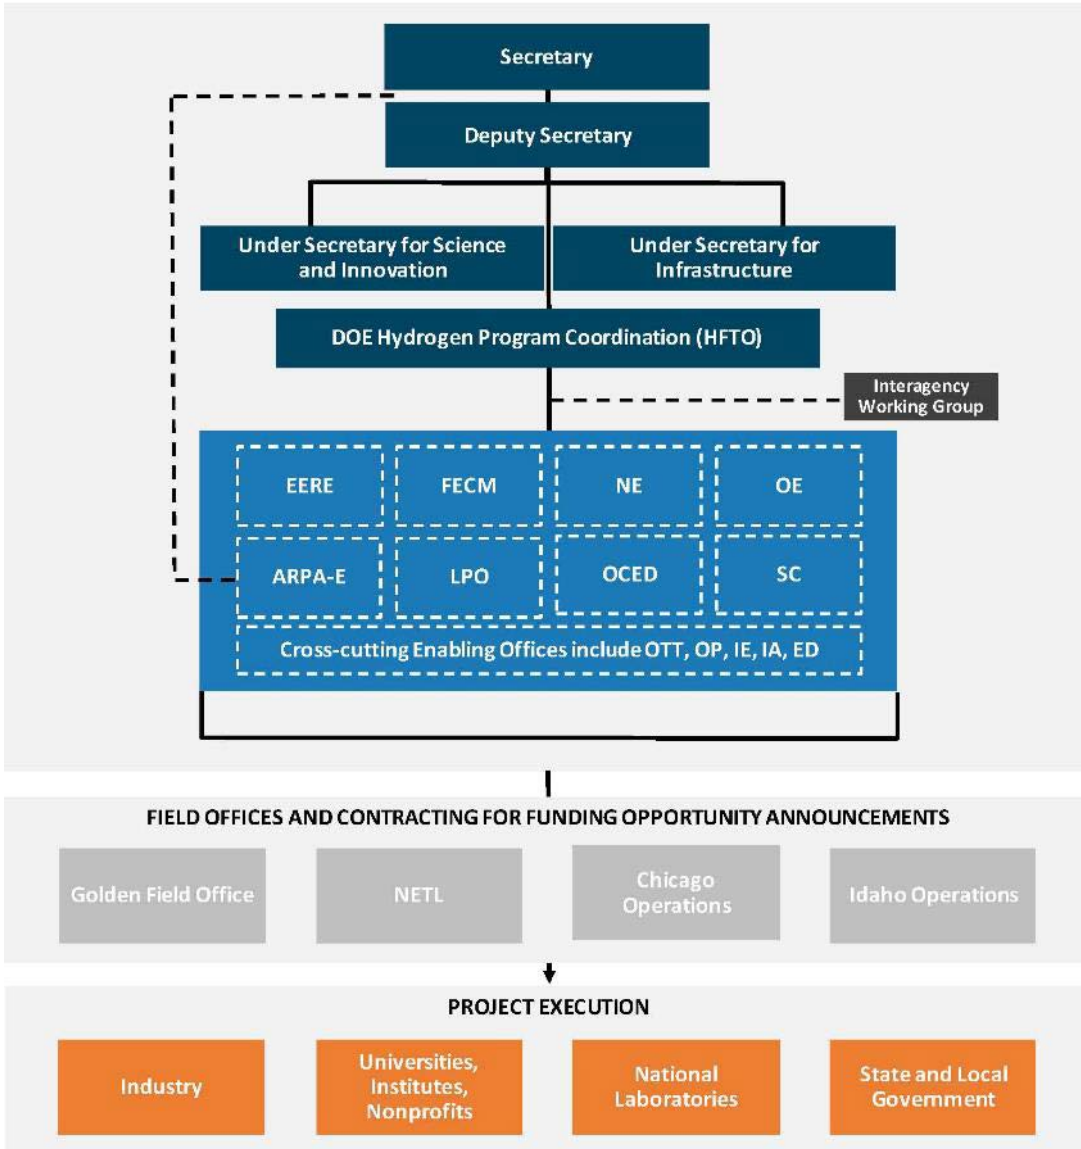 Secretary
Deputy Secretary
Under Secretary for Science
and Innovation
Under Secretary for
Infrastructure
DOE Hydrogen Program Coordination (HFTO)
Interagency
Working Group
EERE
FECM
NE
OE
ARPA-E
LPO
OCED
SC
Cross-cutting Enabling Offices include OTT, OP, IE, IA, ED
FIELD OFFICES AND CONTRACTING FOR FUNDING OPPORTUNITY ANNOUNCEMENTS
Golden Field Office
NETL
Chicago
Operations
Idaho Operations
PROJECT EXECUTION
Industry
Universities,
Institutes,
Nonprofits
National
Laboratories
State and Local
Government